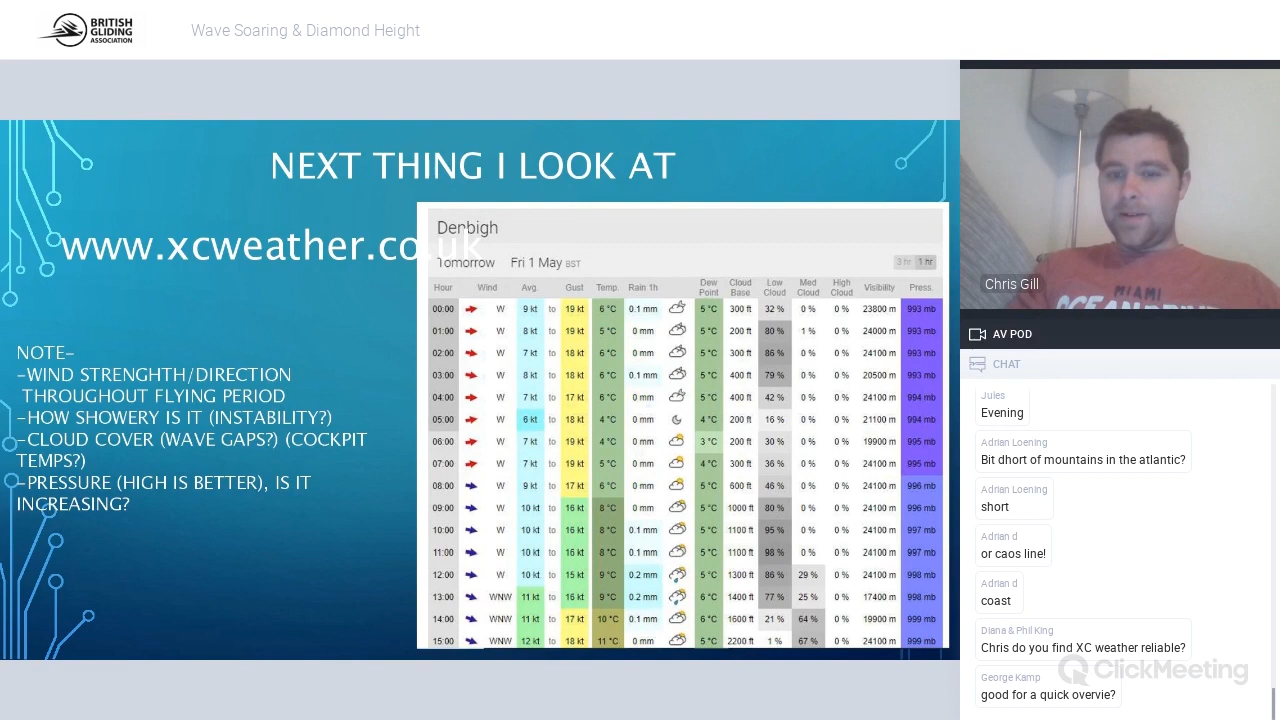 BRITISH
GLIDING
ASSOCIATION
Wave Soaring & Diamond Height
NEXT THING I LOOK AT
www.xcweather.co.uk
NOTE-
-WIND STRENGHTH/DIRECTION
THROUGHOUT FLYING PERIOD
-HOW SHOWERY IS IT (INSTABILITY?)
-CLOUD COVER (WAVE GAPS?) (COCKPIT
TEMPS?)
-PRESSURE (HIGH IS BETTER), IS IT
INCREASING?
Denbigh
Tomorrow Fri 1 May BST 3 hr 1 hr
Hour Wind Avg. Gust Temp. Rain 1h Dew Point Cloud Base Low Cloud Med Cloud High Cloud Visibility Press.
00:00 W 9 kt to 19 kt 6 °C 0.1 mm 5 °C 300 ft 32 % 0 % 0 % 23800 m 993 mb
01:00 W 8 kt to 19 kt 5 °C 0 mm 5 °C 200 ft 80 % 1 % 0 % 24000 m 993 mb
02:00 W 7 kt to 18 kt 6 °C 0 mm 5 °C 300 ft 86 % 0 % 0 % 24100 m 993 mb
03:00 W 8 kt to 18 kt 6 °C 0.1 mm 5 °C 400 ft 79 % 0 % 0 % 20500 m 993 mb
04:00 W 7 kt to 17 kt 6 °C 0 mm 5 °C 400 ft 42 % 0 % 0 % 24100 m 994 mb
05:00 W 6 kt to 18 kt 4 °C 0 mm 4 °C 200 ft 16 % 0 % 0 % 21100 m 994 mb
06:00 W 7 kt to 19 kt 4 °C 0 mm 3 °C 200 ft 30 % 0 % 0 % 19900 m 995 mb
07:00 W 7 kt to 19 kt 5 °C 0 mm 4 °C 300 ft 36 % 0 % 0 % 24100 m 995 mb
08:00 W 9 kt to 17 kt 6 °C 0 mm 5 °C 600 ft 46 % 0 % 0 % 24100 m 996 mb
09:00 W 10 kt to 16 kt 8 °C 0 mm 5 °C 1000 ft 80 % 0 % 0 % 24100 m 996 mb
10:00 W 10 kt to 16 kt 8 °C 0.1 mm 5 °C 1100 ft 95 % 0 % 0 % 24100 m 997 mb
11:00 W 10 kt to 16 kt 8 °C 0.1 mm 5 °C 1100 ft 98 % 0 % 0 % 24100 m 997 mb
12:00 W 10 kt to 15 kt 9 °C 0.2 mm 5 °C 1300 ft 86 % 29 % 0 % 24100 m 998 mb
13:00 WNW 11 kt to 16 kt 9 °C 0.2 mm 5 °C 1400 ft 77 % 25 % 0 % 17400 m 998 mb
14:00 WNW 11 kt to 17 kt 10 °C 0.1 mm 6 °C 1600 ft 21 % 64 % 0 % 19900 m 999 mb
15:00 WNW 12 kt to 18 kt 11 °C 0 mm 5 °C 2200 ft 1 % 67 % 0 % 24100 m 999 mb
MIAMI
OCEAN DRIVE
Chris Gill
AV POD
CHAT
Jules
Evening
Adrian Loening
Bit dhort of mountains in the atlantic?
Adrian Loening
short
Adrian d
or caos line!
Adrian d
coast
Diana & Phil King
Chris do you find XC weather reliable?
George Kamp
good for a quick overvie?
ClickMeeting